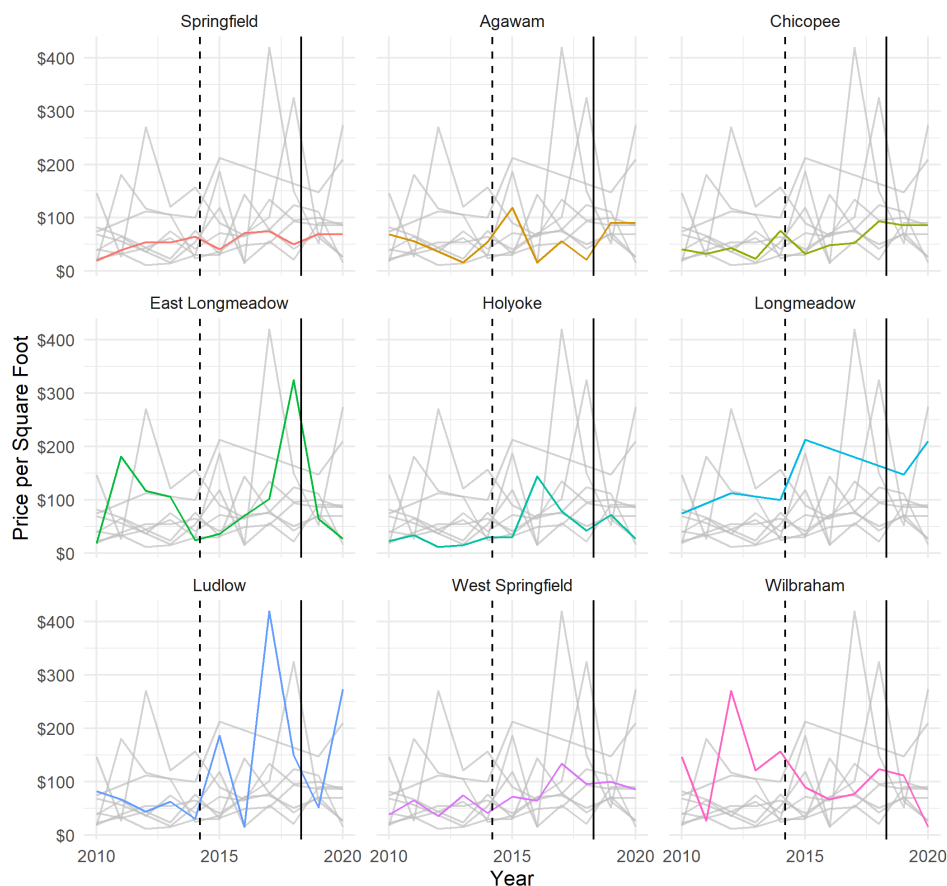 Springfield
Agawam
Chicopee
$400
$300
$200
$100
$0
East Longmeadow
Holyoke
Longmeadow
$400
$300
$200
$100
$0
Price per Square Foot
Ludlow
West Springfield
Wilbraham
$400
$300
$200
$100
$0
2010 2015 2020
2010 2015 2020
2010 2015 2020
Year